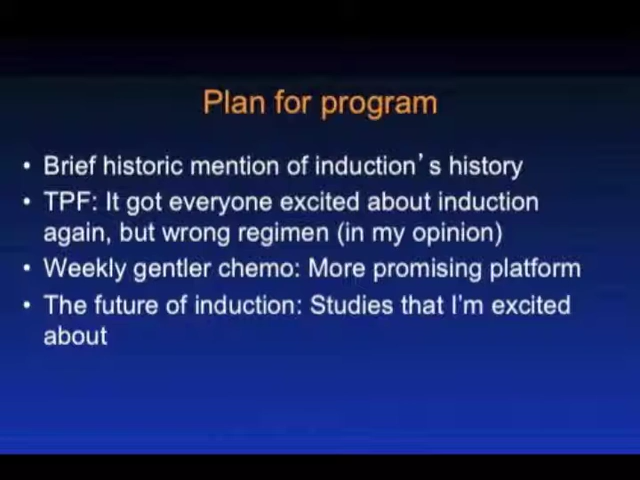 Plan for program
• Brief historic mention of induction's history
• TPF: It got everyone excited about induction
again, but wrong regimen (in my opinion)
• Weekly gentler chemo: More promising platform
• The future of induction: Studies that I'm excited
about